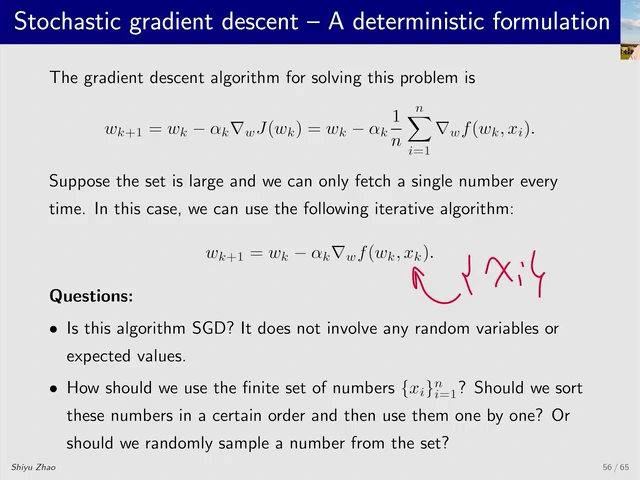 Stochastic gradient descent – A deterministic formulation
The gradient descent algorithm for solving this problem is
w_{k+1} = w_k − α_k∇_wJ(w_k) = w_k − α_k \frac{1}{n} \sum_{i=1}^{n} ∇_wf(w_k, x_i).
Suppose the set is large and we can only fetch a single number every
time. In this case, we can use the following iterative algorithm:
w_{k+1} = w_k − α_k∇_wf(w_k, x_k).
{x_i}
Questions:
• Is this algorithm SGD? It does not involve any random variables or
expected values.
• How should we use the finite set of numbers {x_i}_{i=1}^{n}? Should we sort
these numbers in a certain order and then use them one by one? Or
should we randomly sample a number from the set?
Shiyu Zhao
56 / 65